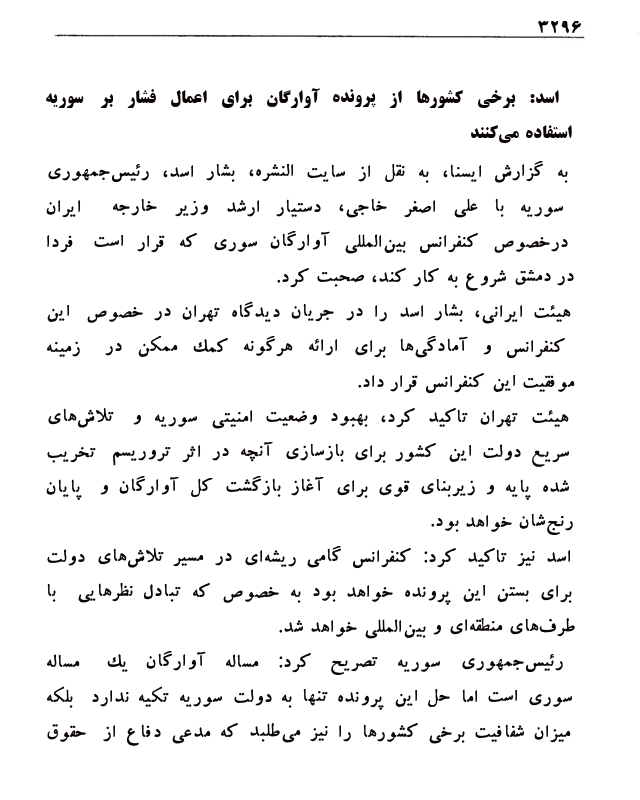 ۳۲۹۶
اسد: برخی کشورها از پرونده آوارگان برای اعمال فشار بر سوریه
استفاده می‌کنند
به گزارش ایسنا، به نقل از سایت النشره، بشار اسد، رئیس‌جمهوری
سوریه با علی اصغر خاجی، دستیار ارشد وزیر خارجه ایران
درخصوص کنفرانس بین‌المللی آوارگان سوری که قرار است فردا
در دمشق شروع به کار کند، صحبت کرد.
هیئت ایرانی، بشار اسد را در جریان دیدگاه تهران در خصوص این
کنفرانس و آمادگی‌ها برای ارائه هرگونه کمك ممکن در زمینه
موفقیت این کنفرانس قرار داد.
هیئت تهران تاکید کرد، بهبود وضعیت امنیتی سوریه و تلاش‌های
سریع دولت این کشور برای بازسازی آنچه در اثر تروریسم تخریب
شده پایه و زیربنای قوی برای آغاز بازگشت کل آوارگان و پایان
رنج‌شان خواهد بود.
اسد نیز تاکید کرد: کنفرانس گامی ریشه‌ای در مسیر تلاش‌های دولت
برای بستن این پرونده خواهد بود به خصوص که تبادل نظرهایی با
طرف‌های منطقه‌ای و بین‌المللی خواهد شد.
رئیس‌جمهوری سوریه تصریح کرد: مساله آوارگان یك مساله
سوری است اما حل این پرونده تنها به دولت سوریه تکیه ندارد بلکه
میزان شفافیت برخی کشورها را نیز می‌طلبد که مدعی دفاع از حقوق